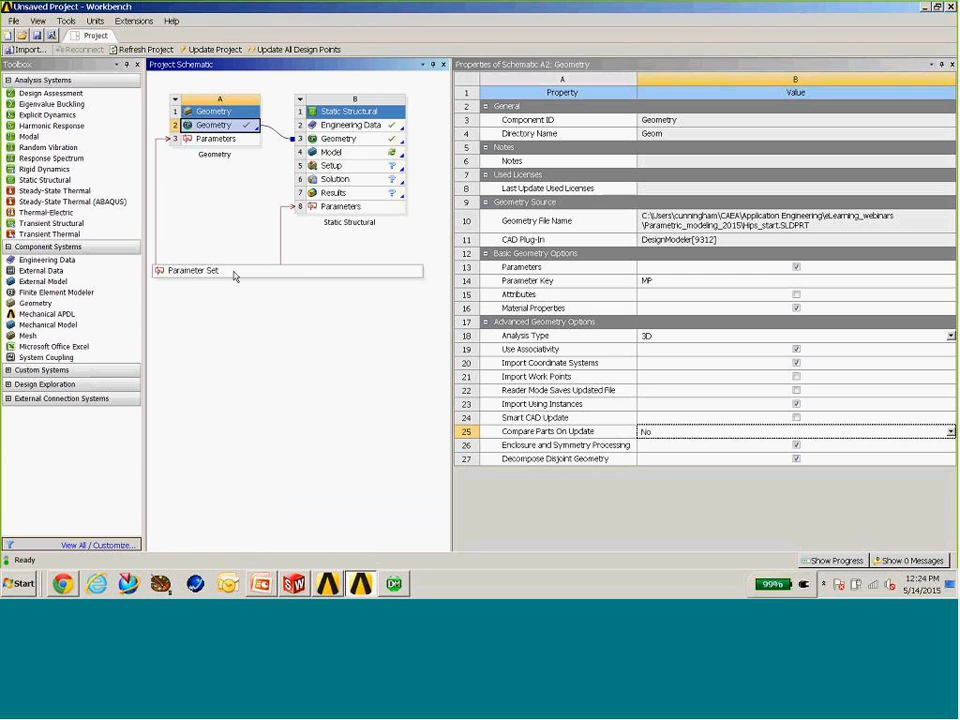 Unsaved Project - Workbench
File View Tools Units Extensions Help
Project
Import... Reconnect Refresh Project Update Project Update All Design Points
Toolbox
Analysis Systems
Design Assessment
Eigenvalue Buckling
Explicit Dynamics
Harmonic Response
Modal
Random Vibration
Response Spectrum
Rigid Dynamics
Static Structural
Steady-State Thermal
Steady-State Thermal (ABAQUS)
Thermal-Electric
Transient Structural
Transient Thermal
Component Systems
Engineering Data
External Data
External Model
Finite Element Modeler
Geometry
Mechanical APDL
Mechanical Model
Mesh
Microsoft Office Excel
System Coupling
Custom Systems
Design Exploration
External Connection Systems
View All / Customize...
Project Schematic
A
1 Geometry
2 Geometry
3 Parameters
Geometry
B
1 Static Structural
2 Engineering Data
3 Geometry
4 Model
5 Setup
6 Solution
7 Results
8 Parameters
Static Structural
Parameter Set
Properties of Schematic A2: Geometry
A B
1 Property Value
2 General
3 Component ID Geometry
4 Directory Name Geom
5 Notes
6 Notes
7 Used Licenses
8 Last Update Used Licenses
9 Geometry Source
10 Geometry File Name C:\Users\cunningham\CAEA\Application Engineering\eLearning_webinars
\Parametric_modeling_2015\Hips_start.SLDPRT
11 CAD Plug-In DesignModeler[9312]
12 Basic Geometry Options
13 Parameters
14 Parameter Key MP
15 Attributes
16 Material Properties
17 Advanced Geometry Options
18 Analysis Type 3D
19 Use Associativity
20 Import Coordinate Systems
21 Import Work Points
22 Reader Mode Saves Updated File
23 Import Using Instances
24 Smart CAD Update
25 Compare Parts On Update No
26 Enclosure and Symmetry Processing
27 Decompose Disjoint Geometry
Ready
Show Progress Show 0 Messages
Start
SW
DM
99%
12:24 PM
5/14/2015